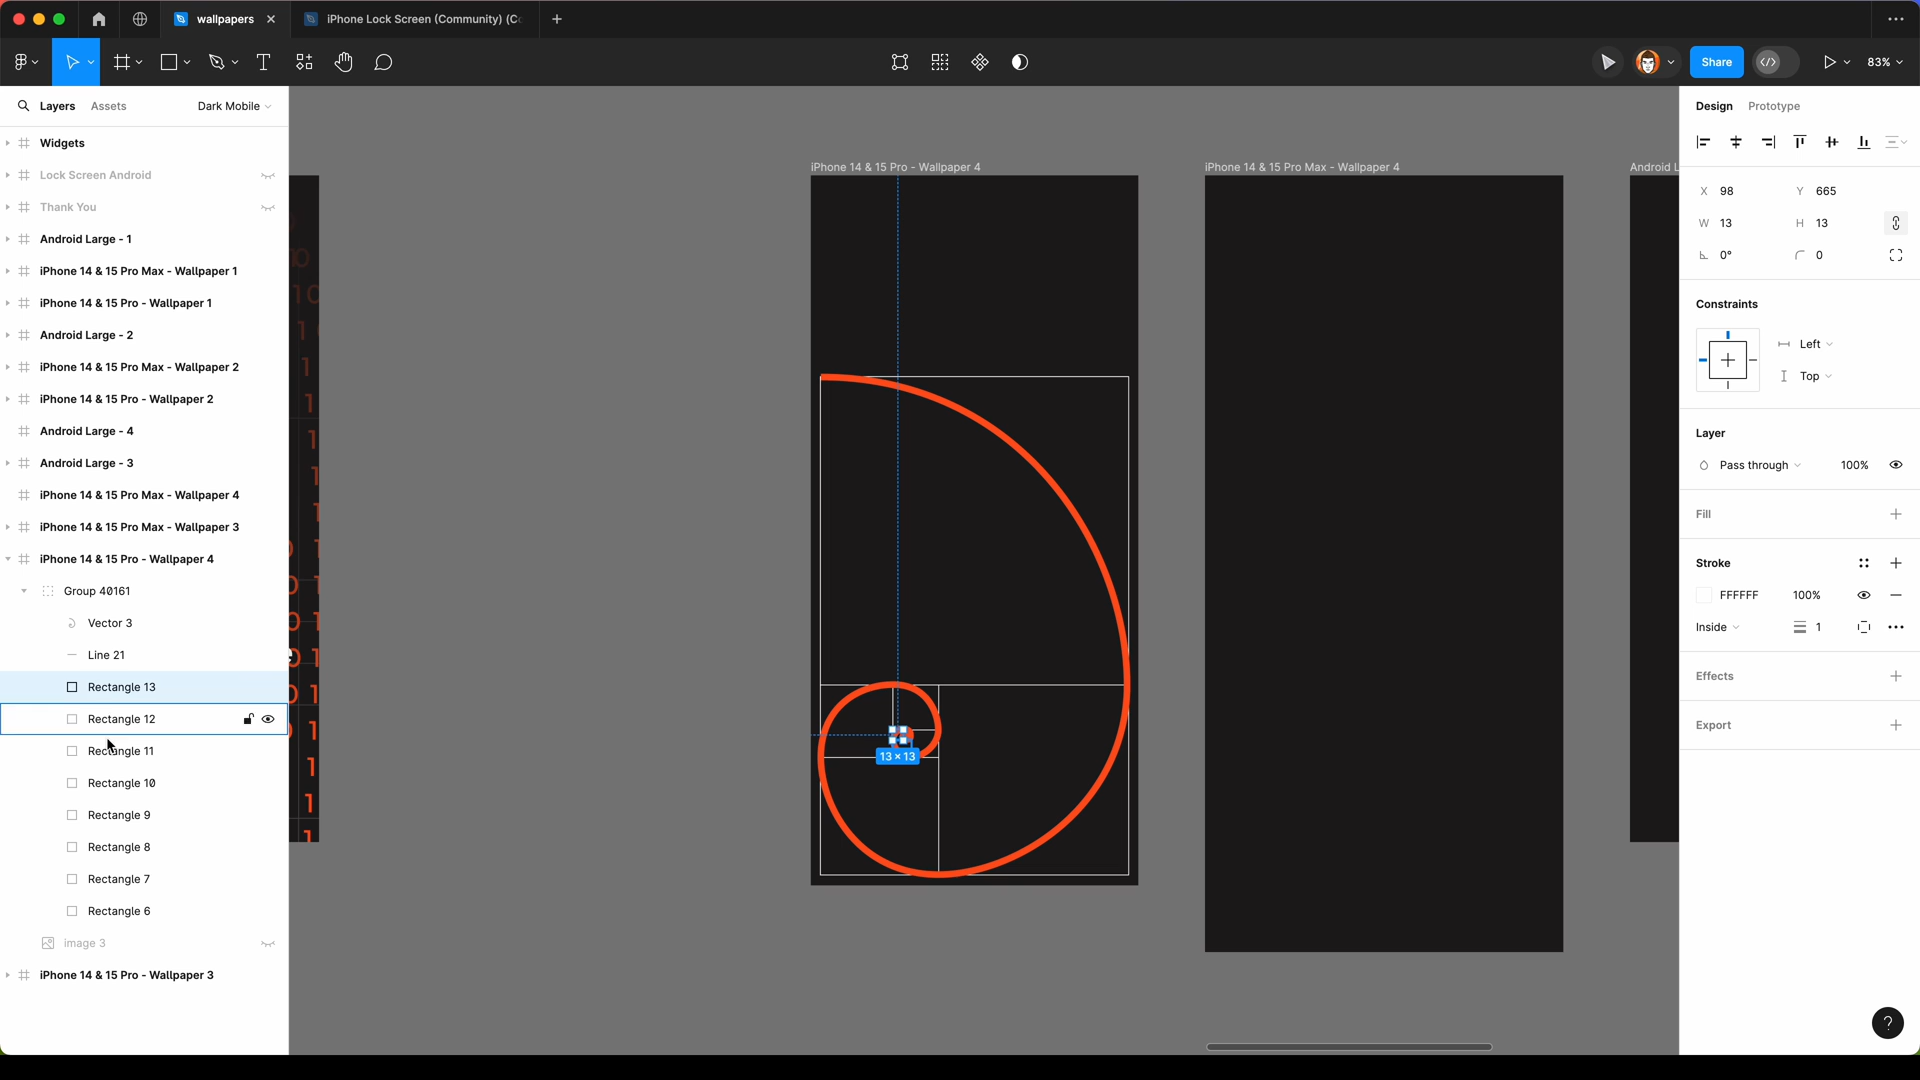 wallpapers
iPhone Lock Screen (Community) (Co
Share
83%
Layers
Assets
Dark Mobile
Widgets
Lock Screen Android
Thank You
Android Large - 1
iPhone 14 & 15 Pro Max - Wallpaper 1
iPhone 14 & 15 Pro - Wallpaper 1
Android Large - 2
iPhone 14 & 15 Pro Max - Wallpaper 2
iPhone 14 & 15 Pro - Wallpaper 2
Android Large - 4
Android Large - 3
iPhone 14 & 15 Pro Max - Wallpaper 4
iPhone 14 & 15 Pro Max - Wallpaper 3
iPhone 14 & 15 Pro - Wallpaper 4
Group 40161
Vector 3
Line 21
Rectangle 13
Rectangle 12
Rectangle 11
Rectangle 10
Rectangle 9
Rectangle 8
Rectangle 7
Rectangle 6
image 3
iPhone 14 & 15 Pro - Wallpaper 3
iPhone 14 & 15 Pro - Wallpaper 4
iPhone 14 & 15 Pro Max - Wallpaper 4
Android L
13 × 13
Design
Prototype
X 98
Y 665
W 13
H 13
0°
0
Constraints
Left
Top
Layer
Pass through
100%
Fill
Stroke
FFFFFF
100%
Inside
1
Effects
Export
?